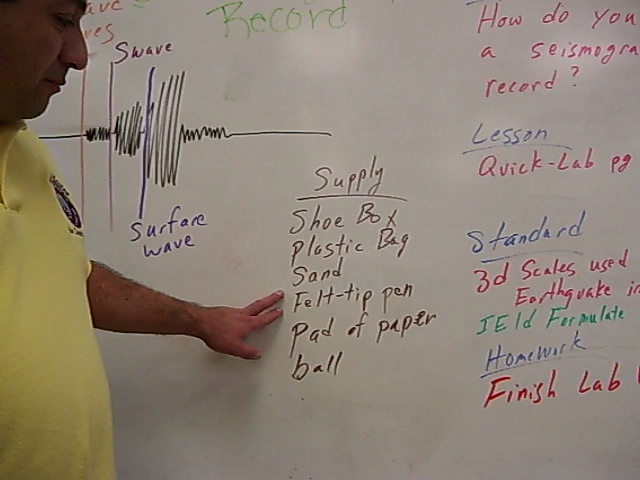 Record
Swave
Surface
wave
Supply
Shoe Box
Plastic Bag
Sand
Felt-tip pen
Pad of paper
ball
How do you
a seismogra
record?
Lesson
Quick-Lab pg
Standard
3d Scales used
Earthquake in
IE1d Formulate
Homework
Finish Lab